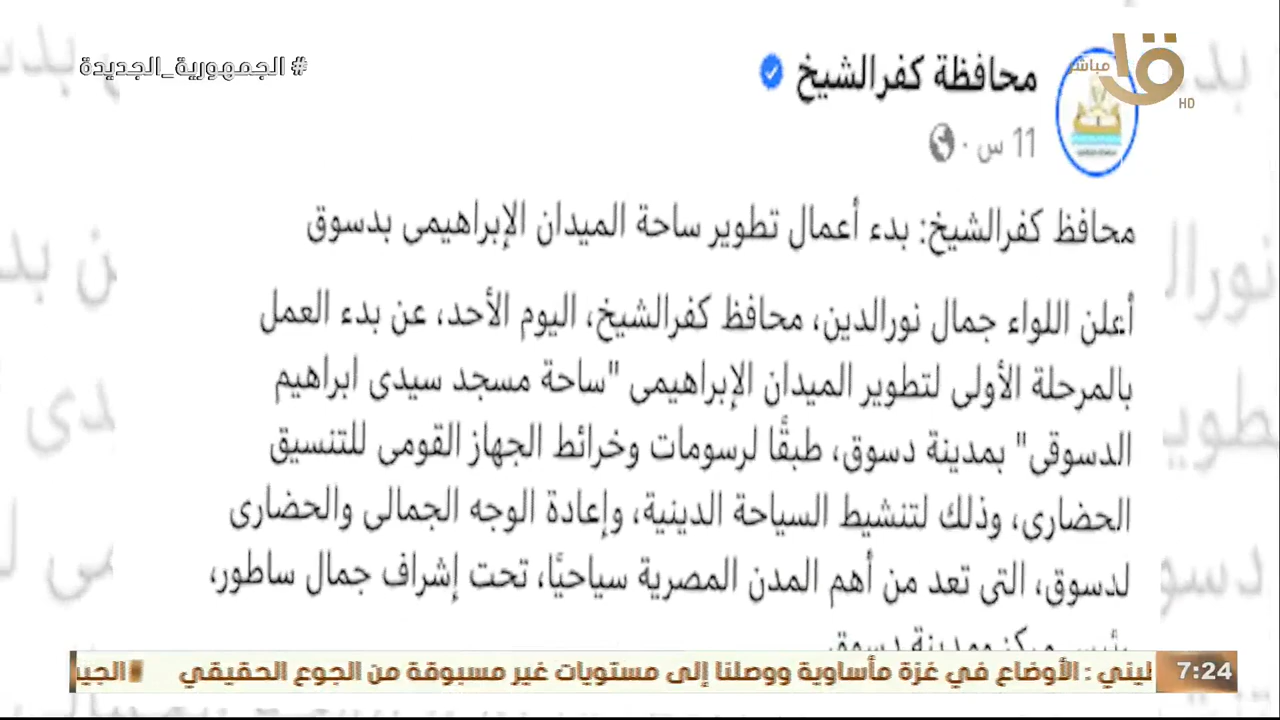 # الجمهورية_الجديدة
مباشر
HD
محافظة كفرالشيخ
11 س ·
محافظ كفرالشيخ: بدء أعمال تطوير ساحة الميدان الإبراهيمى بدسوق
أعلن اللواء جمال نورالدين، محافظ كفرالشيخ، اليوم الأحد، عن بدء العمل
بالمرحلة الأولى لتطوير الميدان الإبراهيمى "ساحة مسجد سيدى ابراهيم
الدسوقى" بمدينة دسوق، طبقًا لرسومات وخرائط الجهاز القومى للتنسيق
الحضارى، وذلك لتنشيط السياحة الدينية، وإعادة الوجه الجمالى والحضارى
لدسوق، التى تعد من أهم المدن المصرية سياحيًا، تحت إشراف جمال ساطور،
7:24
ليني : الأوضاع في غزة مأساوية ووصلنا إلى مستويات غير مسبوقة من الجوع الحقيقي